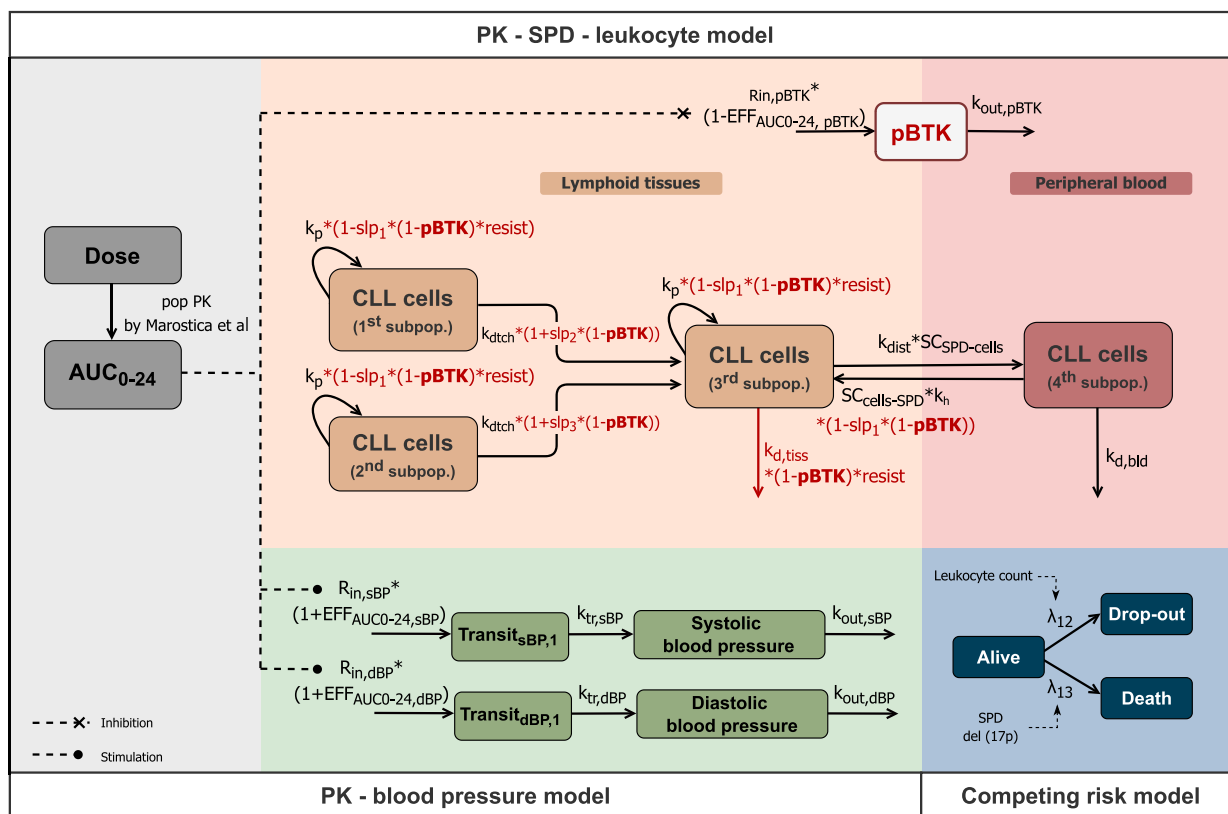 PK - SPD - leukocyte model
Rin,pBTK*
(1-EFFAUC0-24, pBTK)
pBTK
kout,pBTK
Lymphoid tissues
Peripheral blood
Dose
pop PK
by Marostica et al
AUC0-24
kp*(1-slp1*(1-pBTK)*resist)
CLL cells
(1st subpop.)
kdtch*(1+slp2*(1-pBTK))
kp*(1-slp1*(1-pBTK)*resist)
CLL cells
(2nd subpop.)
kdtch*(1+slp3*(1-pBTK))
kp*(1-slp1*(1-pBTK)*resist)
CLL cells
(3rd subpop.)
kdist*SCSPD-cells
SCcells-SPD*kh
*(1-slp1*(1-pBTK))
kd,tiss
*(1-pBTK)*resist
CLL cells
(4th subpop.)
kd,bld
Rin,sBP*
(1+EFFAUC0-24,sBP)
TransitsBP,1
ktr,sBP
Systolic
blood pressure
kout,sBP
Rin,dBP*
(1+EFFAUC0-24,dBP)
TransitdBP,1
ktr,dBP
Diastolic
blood pressure
kout,dBP
Inhibition
Stimulation
Leukocyte count
λ12
Drop-out
Alive
λ13
Death
SPD
del (17p)
PK - blood pressure model
Competing risk model